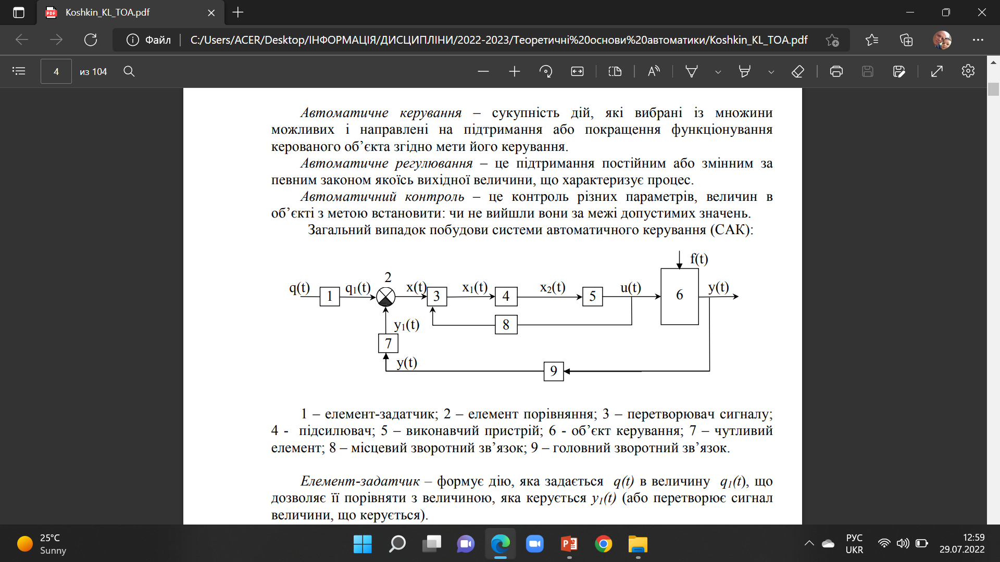 Koshkin_KL_TOA.pdf
Файл
C:/Users/ACER/Desktop/ІНФОРМАЦІЯ/ДИСЦИПЛІНИ/2022-2023/Теоретичні%20основи%20автоматики/Koshkin_KL_TOA.pdf
4 из 104
Автоматичне керування – сукупність дій, які вибрані із множини
можливих і направлені на підтримання або покращення функціонування
керованого об’єкта згідно мети його керування.
Автоматичне регулювання – це підтримання постійним або змінним за
певним законом якоїсь вихідної величини, що характеризує процес.
Автоматичний контроль – це контроль різних параметрів, величин в
об’єкті з метою встановити: чи не вийшли вони за межі допустимих значень.
Загальний випадок побудови системи автоматичного керування (САК):
f(t)
2
q(t) 1 q₁(t) x(t) 3 x₁(t) 4 x₂(t) 5 u(t) 6 y(t)
y₁(t) 8
7
y(t) 9
1 – елемент-задатчик; 2 – елемент порівняння; 3 – перетворювач сигналу;
4 - підсилювач; 5 – виконавчий пристрій; 6 - об’єкт керування; 7 – чутливий
елемент; 8 – місцевий зворотний зв’язок; 9 – головний зворотний зв’язок.
Елемент-задатчик – формує дію, яка задається q(t) в величину q₁(t), що
дозволяє її порівняти з величиною, яка керується y₁(t) (або перетворює сигнал
величини, що керується).
25°C
Sunny
РУС
UKR
12:59
29.07.2022